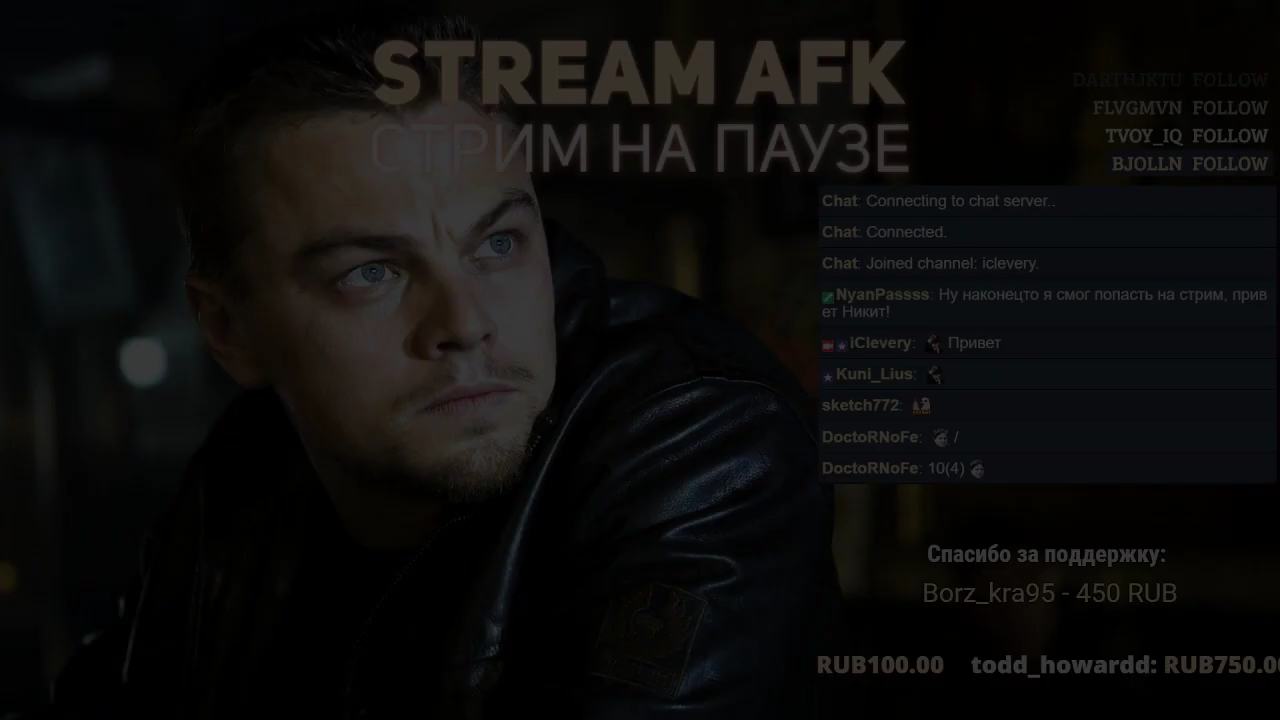 STREAM AFK
СТРИМ НА ПАУЗЕ
DARTHJKTU FOLLOW
FLVGMVN FOLLOW
TVOY_IQ FOLLOW
BJOLLN FOLLOW
Chat: Connecting to chat server..
Chat: Connected.
Chat: Joined channel: iclevery.
NyanPassss: Ну наконецто я смог попасть на стрим, прив
ет Никит!
iClevery: Привет
Kuni_Lius:
sketch772:
DoctoRNoFe: /
DoctoRNoFe: 10(4)
Спасибо за поддержку:
Borz_kra95 - 450 RUB
RUB100.00 todd_howardd: RUB750.00